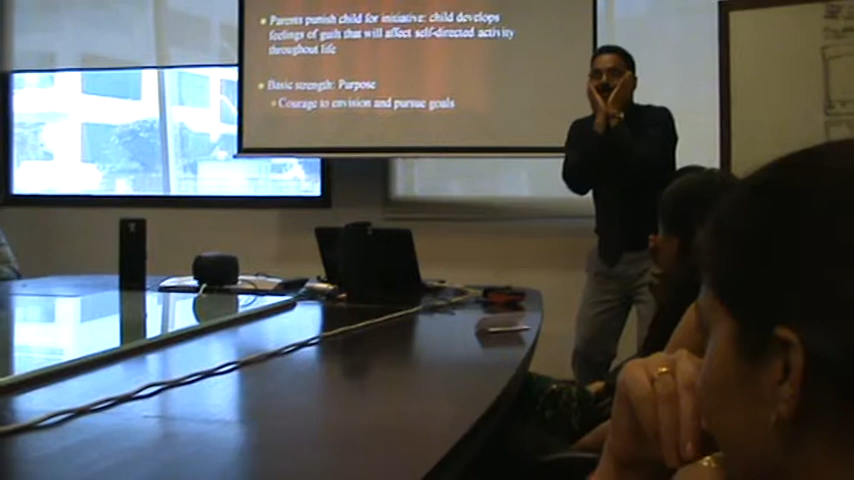 Parents punish child for initiative: child develops
feelings of guilt that will affect self-directed activity
throughout life
Basic strength: Purpose
Courage to envision and pursue goals